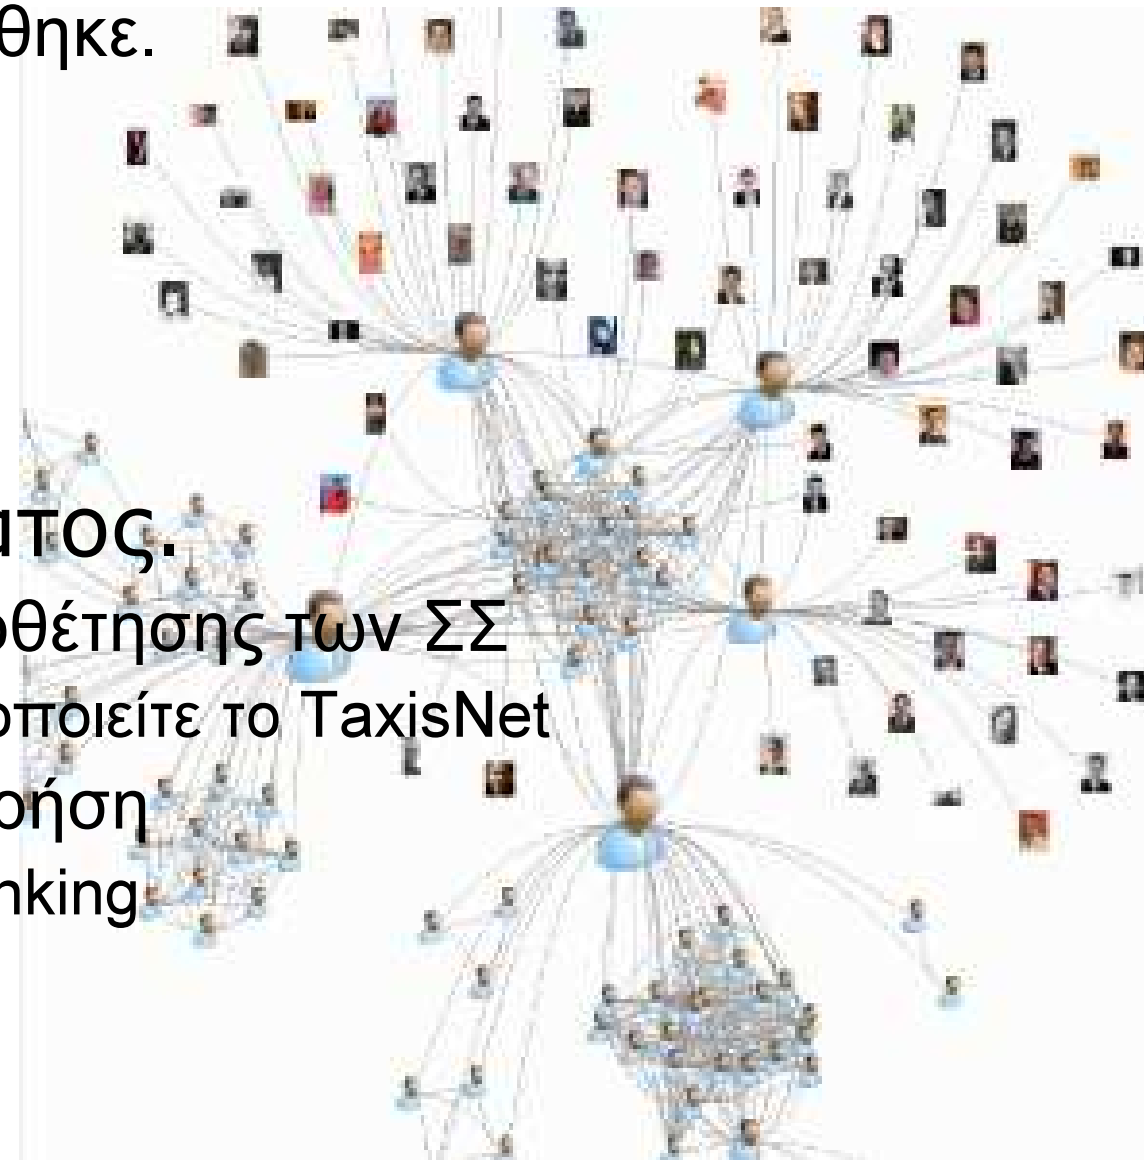 θηκε.
ατος.
οθέτησης των ΣΣ
οποιείτε το TaxisNet
ρήση
nking